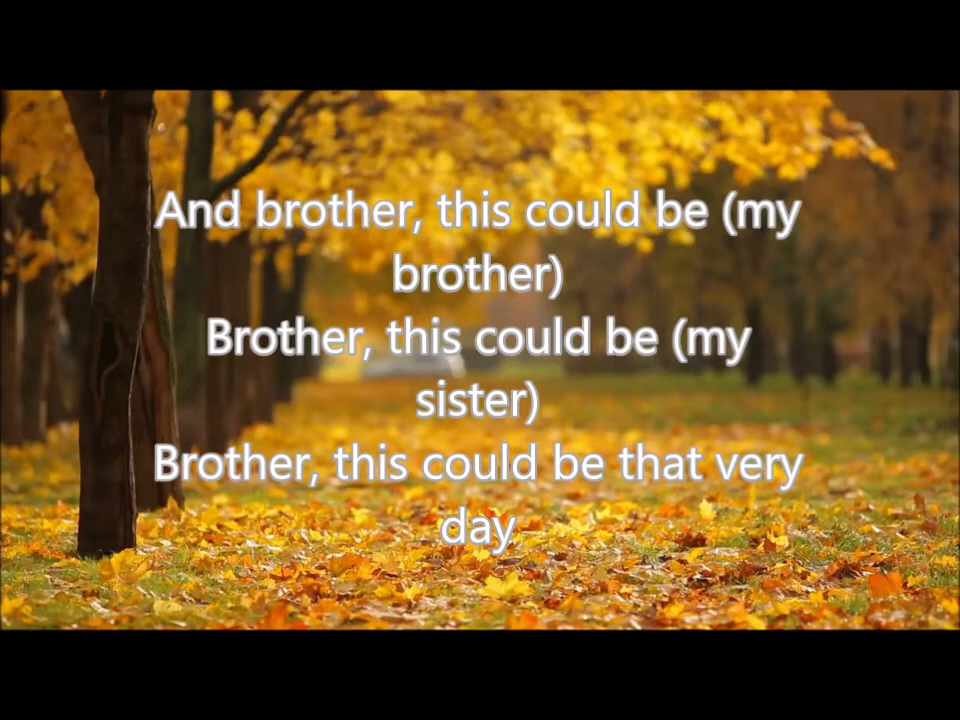 And brother, this could be (my
brother)
Brother, this could be (my
sister)
Brother, this could be that very
day